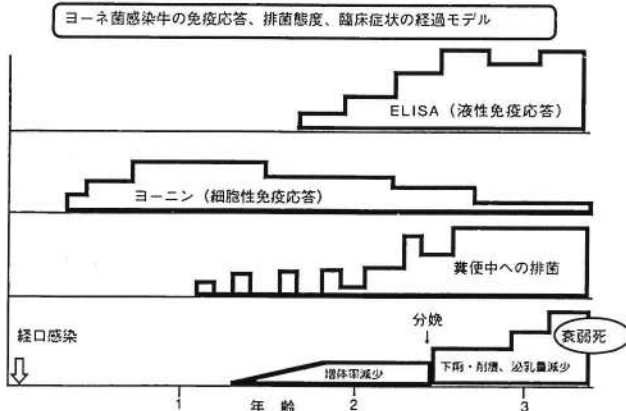 ヨーネ菌感染牛の免疫応答、排菌態度、臨床症状の経過モデル
ELISA（液性免疫応答）
ヨーニン（細胞性免疫応答）
糞便中への排菌
分娩
経口感染
衰弱死
増体率減少
下痢・削痩、泌乳量減少
1
2
3
年 齢